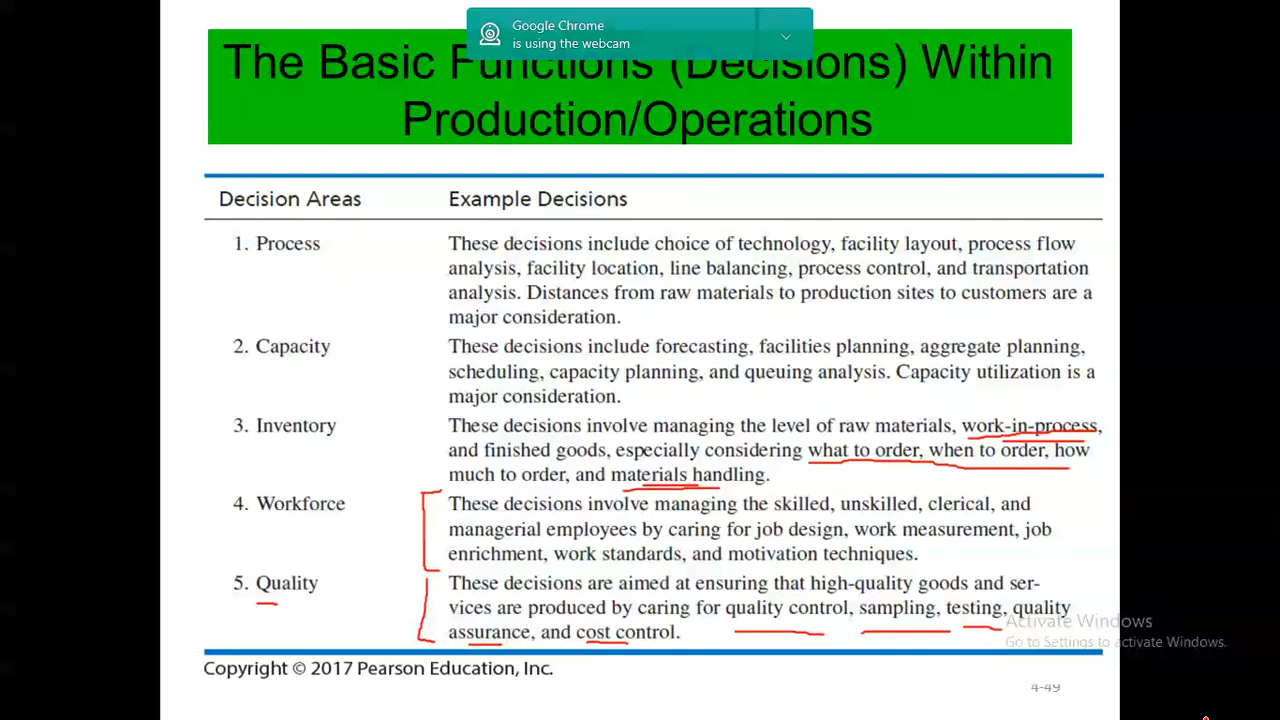 Google Chrome
is using the webcam
The Basic Functions (Decisions) Within
Production/Operations
Decision Areas Example Decisions
1. Process These decisions include choice of technology, facility layout, process flow
analysis, facility location, line balancing, process control, and transportation
analysis. Distances from raw materials to production sites to customers are a
major consideration.
2. Capacity These decisions include forecasting, facilities planning, aggregate planning,
scheduling, capacity planning, and queuing analysis. Capacity utilization is a
major consideration.
3. Inventory These decisions involve managing the level of raw materials, work-in-process,
and finished goods, especially considering what to order, when to order, how
much to order, and materials handling.
4. Workforce These decisions involve managing the skilled, unskilled, clerical, and
managerial employees by caring for job design, work measurement, job
enrichment, work standards, and motivation techniques.
5. Quality These decisions are aimed at ensuring that high-quality goods and ser-
vices are produced by caring for quality control, sampling, testing, quality
assurance, and cost control.
Activate Windows
Go to Settings to activate Windows.
Copyright © 2017 Pearson Education, Inc.
4-49